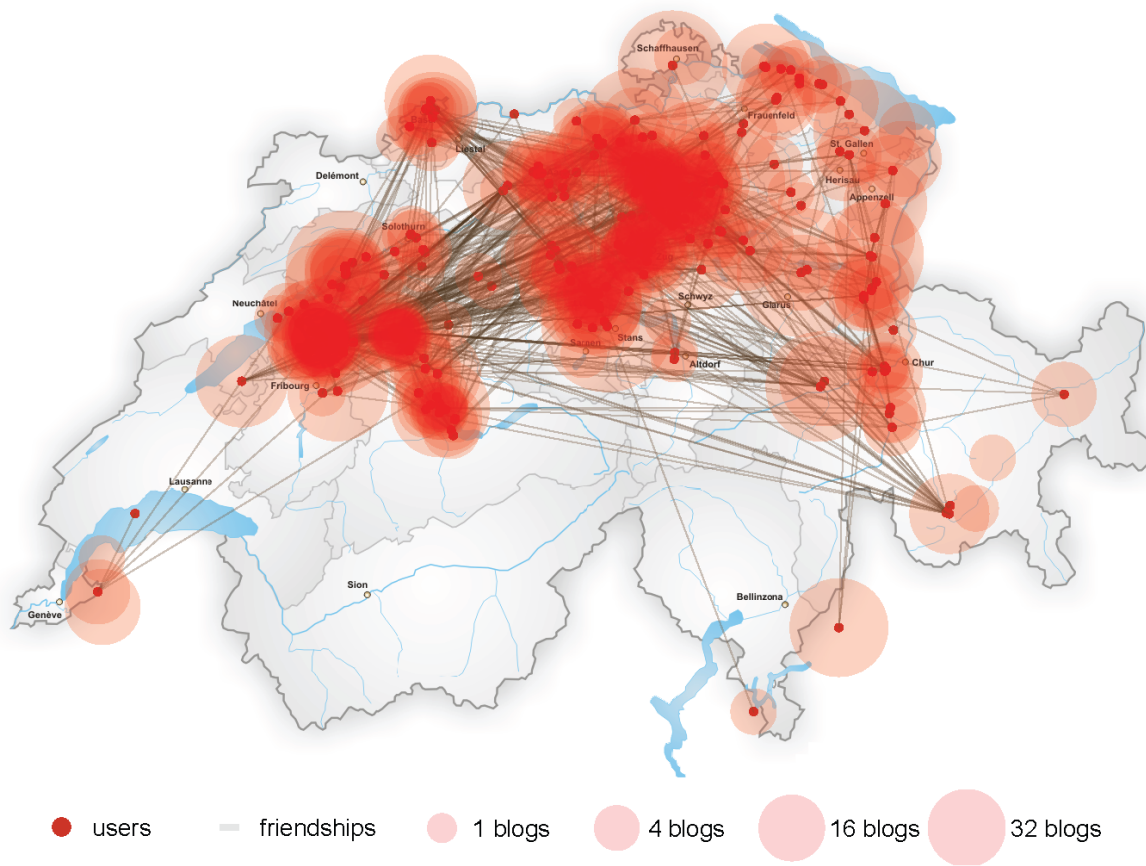 Schaffhausen
Frauenfeld
Liestal
St. Gallen
Delémont
Herisau
Appenzell
Solothurn
Neuchâtel
Schwyz
Glarus
Stans
Sarnen
Altdorf
Chur
Fribourg
Lausanne
Sion
Bellinzona
Genève
users
friendships
1 blogs
4 blogs
16 blogs
32 blogs